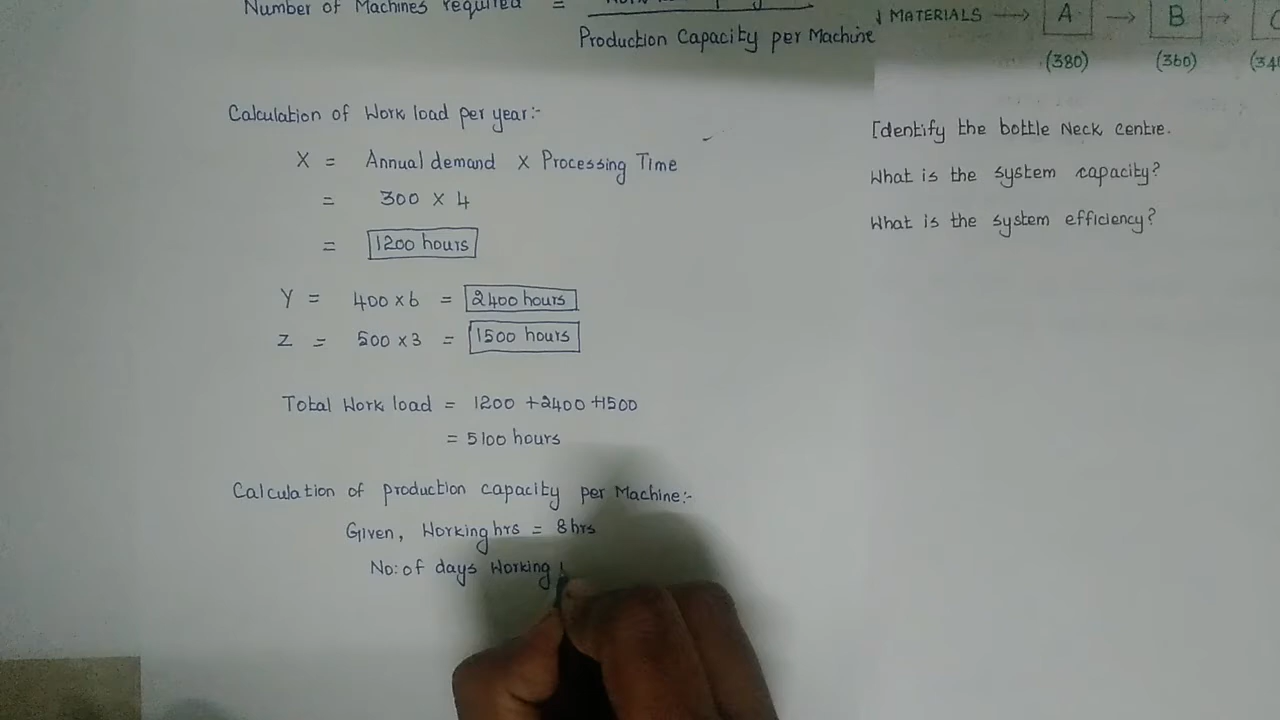 Number of Machines required =
Production Capacity per Machine
Calculation of Work load per year:-
X = Annual demand X Processing Time
= 300 X 4
= 1200 hours
Y = 400 x 6 = 2400 hours
Z = 500 x 3 = 1500 hours
Total Work load = 1200 + 2400 + 1500
= 5100 hours
Calculation of production capacity per Machine:-
Given, Working hrs = 8 hrs
No: of days Working
MATERIALS → A → B → C
(380) (360) (34
Identify the bottle Neck centre.
What is the system capacity?
What is the system efficiency?